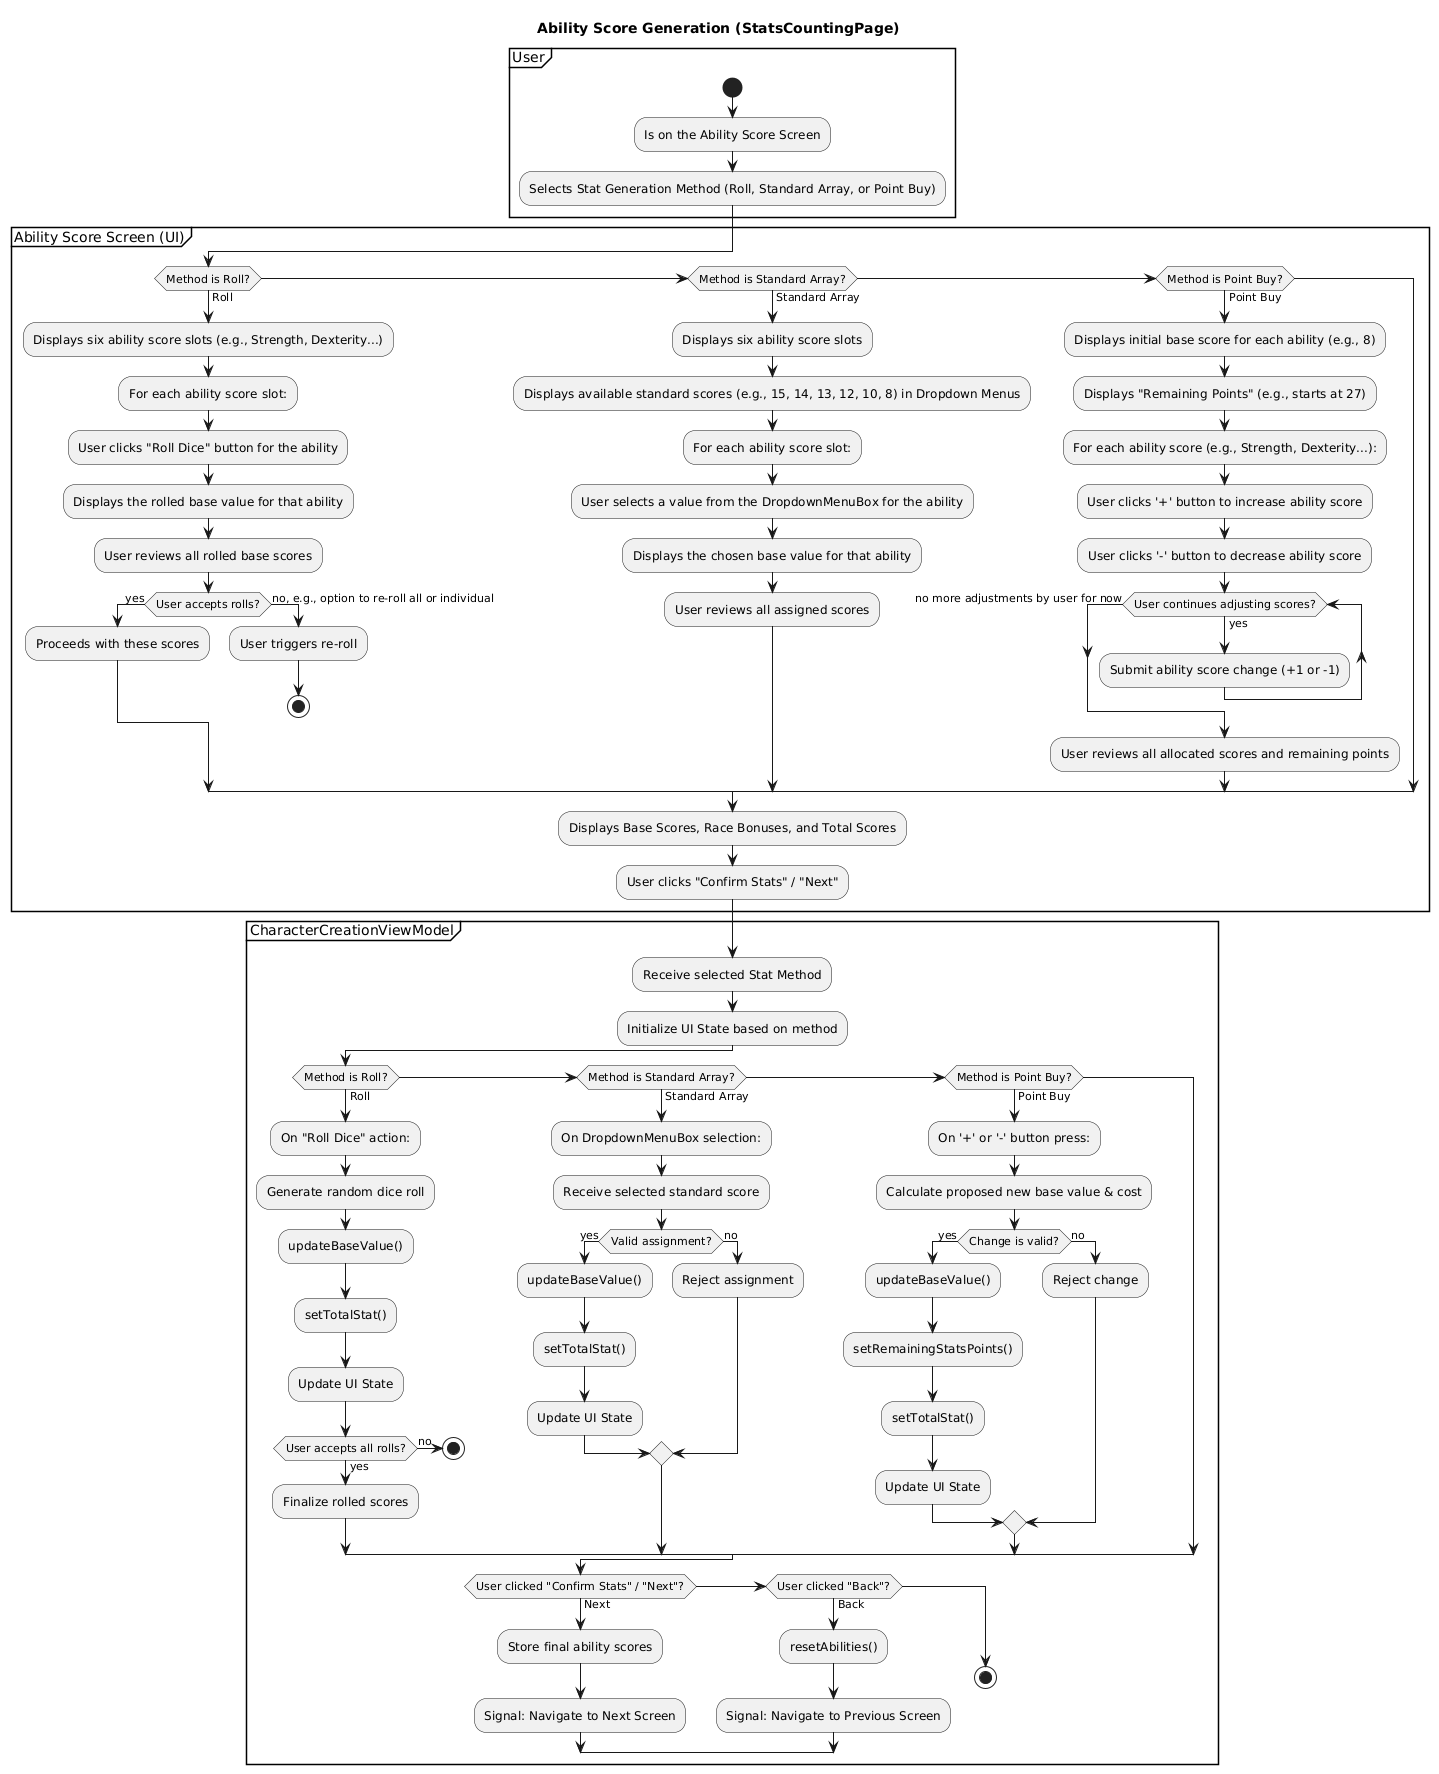 Ability Score Generation (StatsCountingPage)
User
Is on the Ability Score Screen
Selects Stat Generation Method (Roll, Standard Array, or Point Buy)
Ability Score Screen (UI)
Method is Roll?
Roll
Displays six ability score slots (e.g., Strength, Dexterity...)
For each ability score slot:
User clicks "Roll Dice" button for the ability
Displays the rolled base value for that ability
User reviews all rolled base scores
User accepts rolls?
yes
no, e.g., option to re-roll all or individual
Proceeds with these scores
User triggers re-roll
Method is Standard Array?
Standard Array
Displays six ability score slots
Displays available standard scores (e.g., 15, 14, 13, 12, 10, 8) in Dropdown Menus
For each ability score slot:
User selects a value from the DropdownMenuBox for the ability
Displays the chosen base value for that ability
User reviews all assigned scores
Method is Point Buy?
Point Buy
Displays initial base score for each ability (e.g., 8)
Displays "Remaining Points" (e.g., starts at 27)
For each ability score (e.g., Strength, Dexterity...):
User clicks '+' button to increase ability score
User clicks '-' button to decrease ability score
no more adjustments by user for now
User continues adjusting scores?
yes
Submit ability score change (+1 or -1)
User reviews all allocated scores and remaining points
Displays Base Scores, Race Bonuses, and Total Scores
User clicks "Confirm Stats" / "Next"
CharacterCreationViewModel
Receive selected Stat Method
Initialize UI State based on method
Method is Roll?
Roll
On "Roll Dice" action:
Generate random dice roll
updateBaseValue()
setTotalStat()
Update UI State
User accepts all rolls?
no
yes
Finalize rolled scores
Method is Standard Array?
Standard Array
On DropdownMenuBox selection:
Receive selected standard score
yes
Valid assignment?
no
updateBaseValue()
Reject assignment
setTotalStat()
Update UI State
Method is Point Buy?
Point Buy
On '+' or '-' button press:
Calculate proposed new base value & cost
yes
Change is valid?
no
updateBaseValue()
Reject change
setRemainingStatsPoints()
setTotalStat()
Update UI State
User clicked "Confirm Stats" / "Next"?
Next
Store final ability scores
Signal: Navigate to Next Screen
User clicked "Back"?
Back
resetAbilities()
Signal: Navigate to Previous Screen